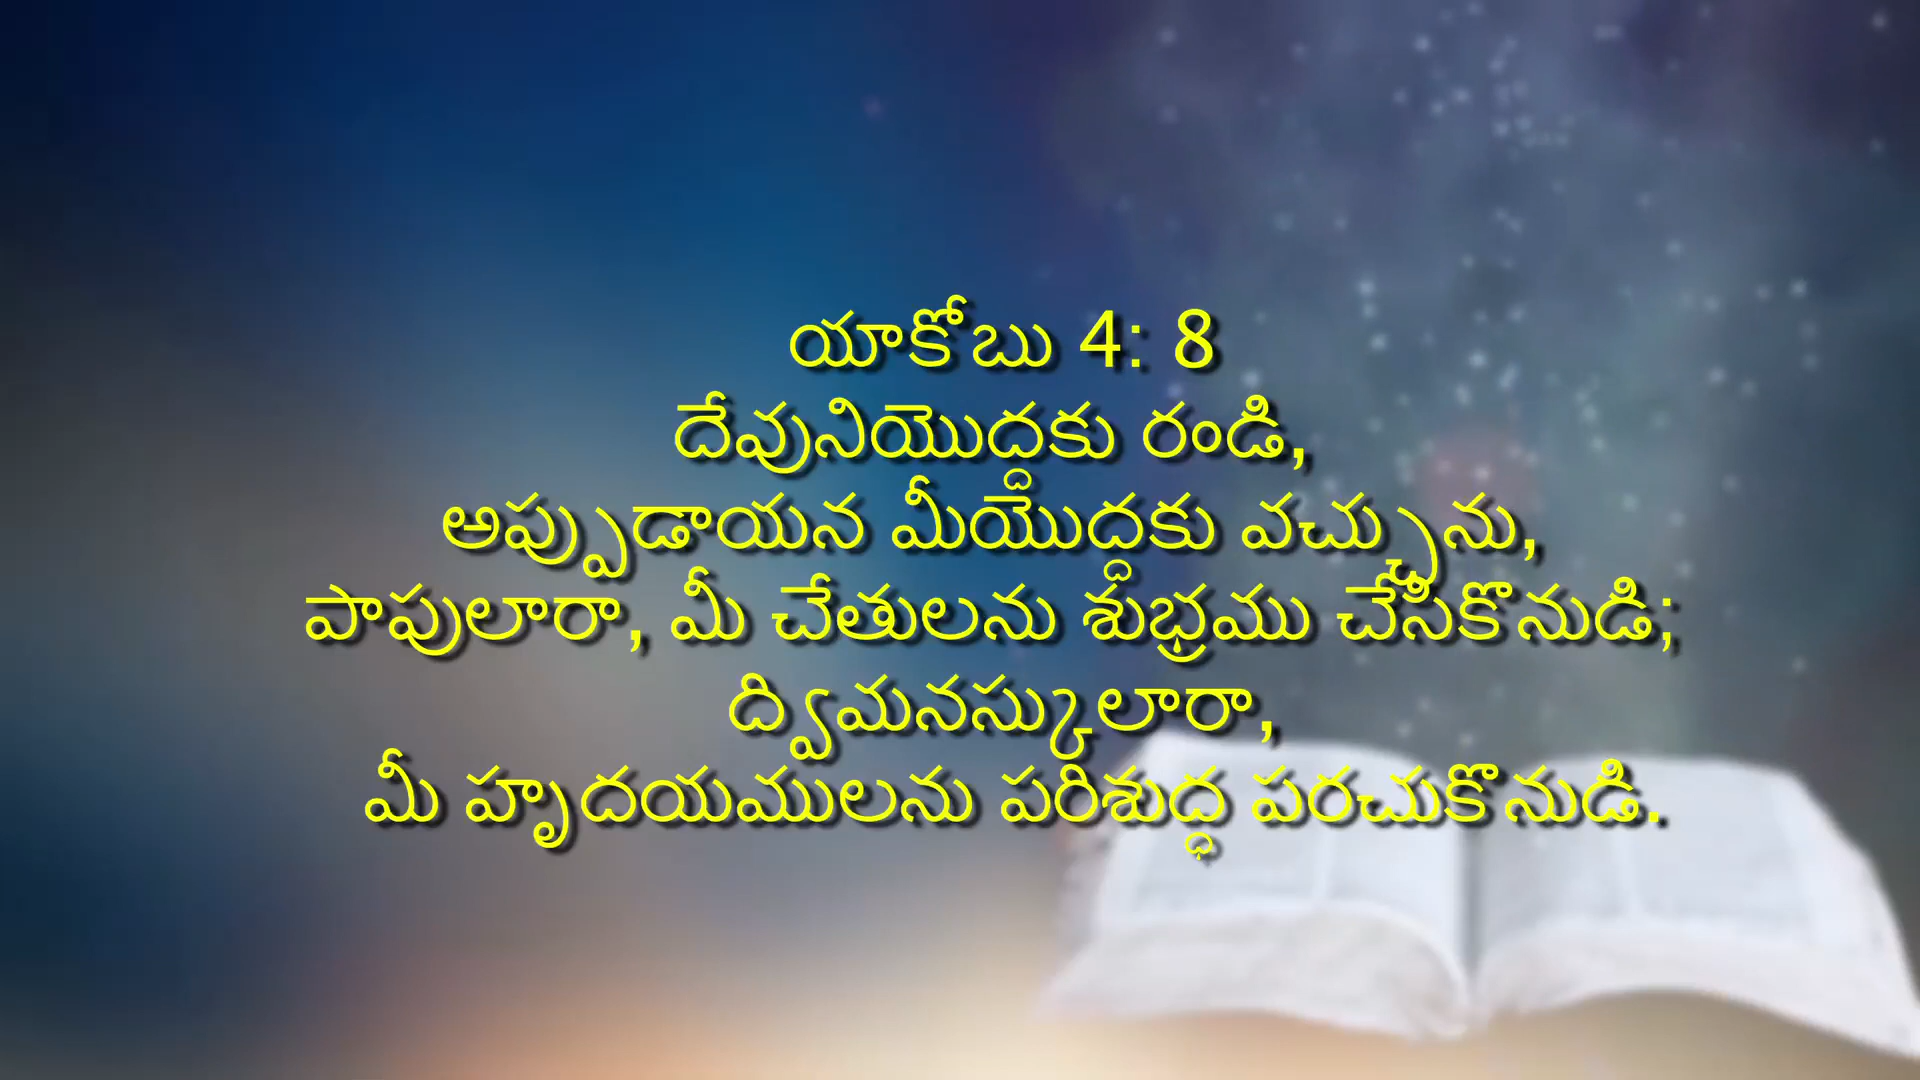 యాకోబు 4: 8
దేవునియొద్దకు రండి,
అప్పుడాయన మీయొద్దకు వచ్చును,
పాపులారా, మీ చేతులను శుభ్రము చేసికొనుడి;
ద్విమనస్కులారా,
మీ హృదయములను పరిశుద్ధ పరచుకొనుడి.